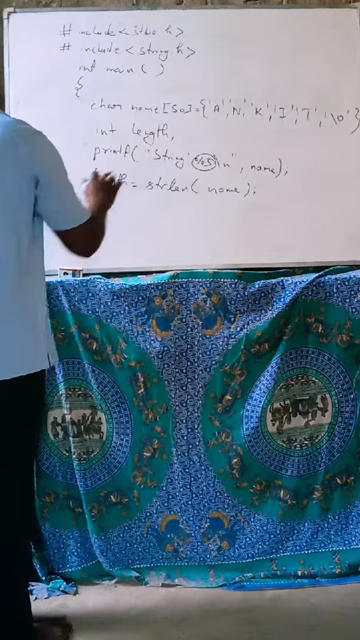 # include < stdio.h>
# include < string.h>
int main ( )
{
char name [50]={'A','N','K','I','T','\0'}
int length,
printf( "String %s \n", name),
= strlen( name);